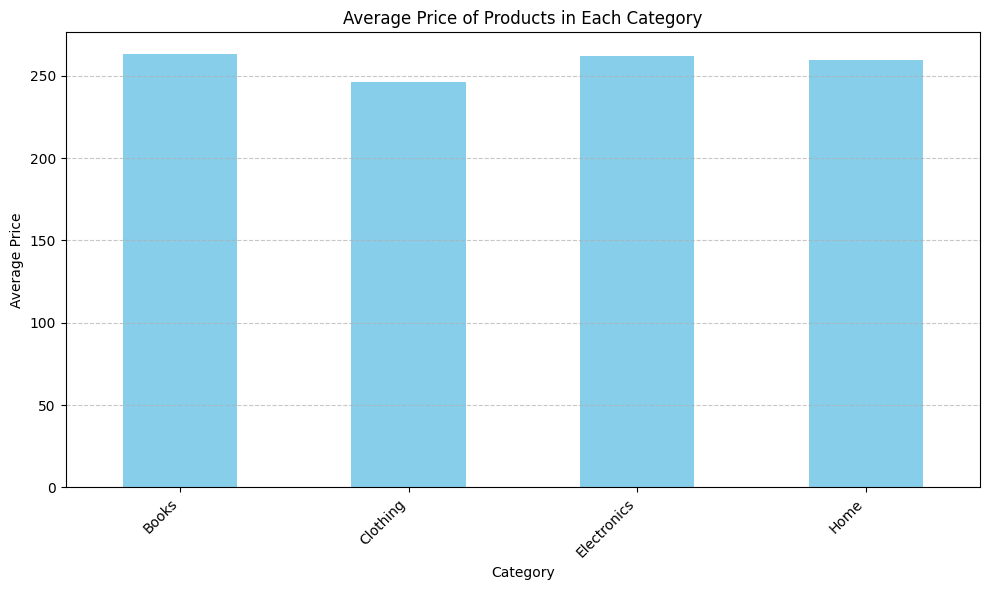 Average Price of Products in Each Category
Average Price
250
200
150
100
50
0
Books
Clothing
Electronics
Home
Category